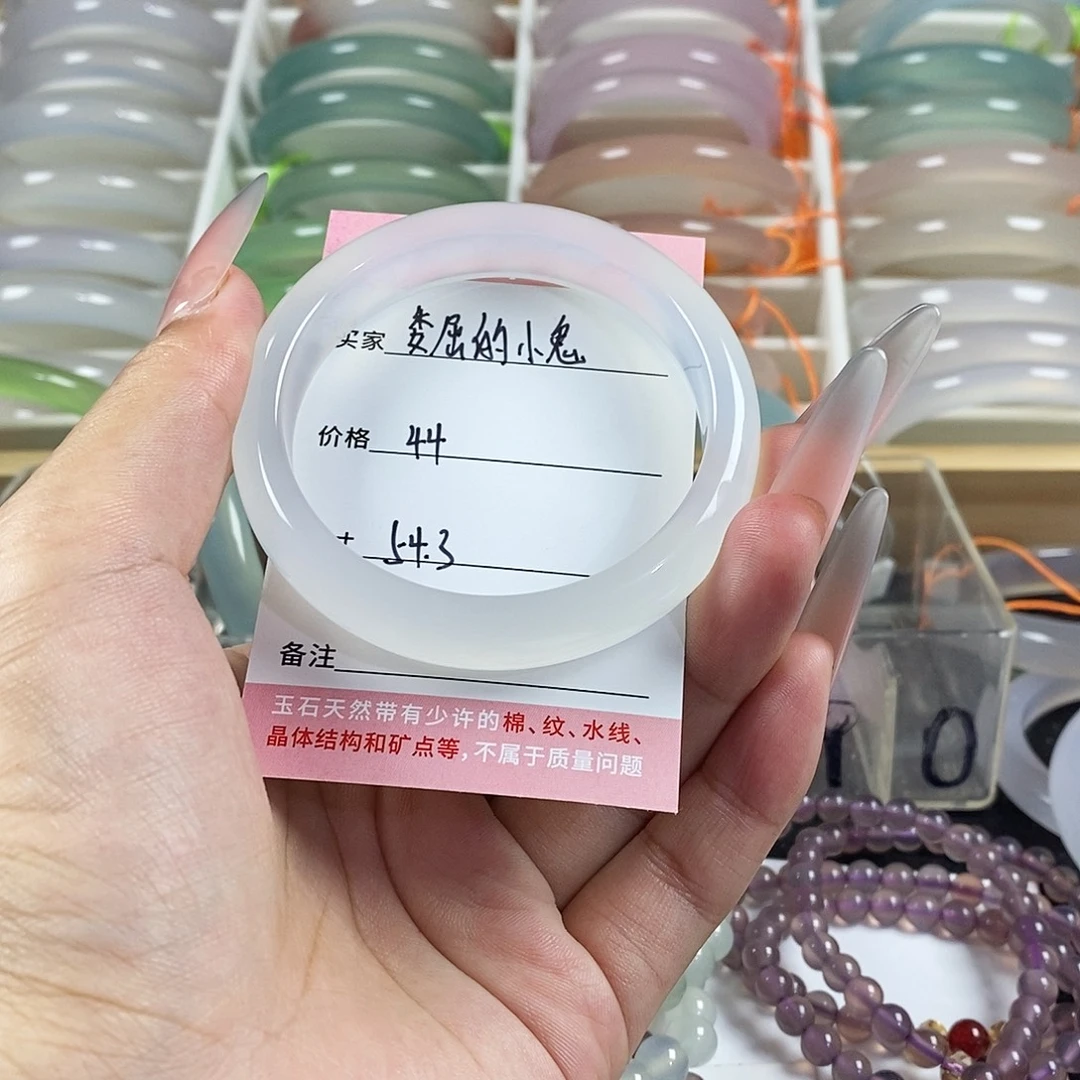 买家 委屈的小鬼
价格 44
54.3
备注
玉石天然带有少许的棉、纹、水线、
晶体结构和矿点等,不属于质量问题
10